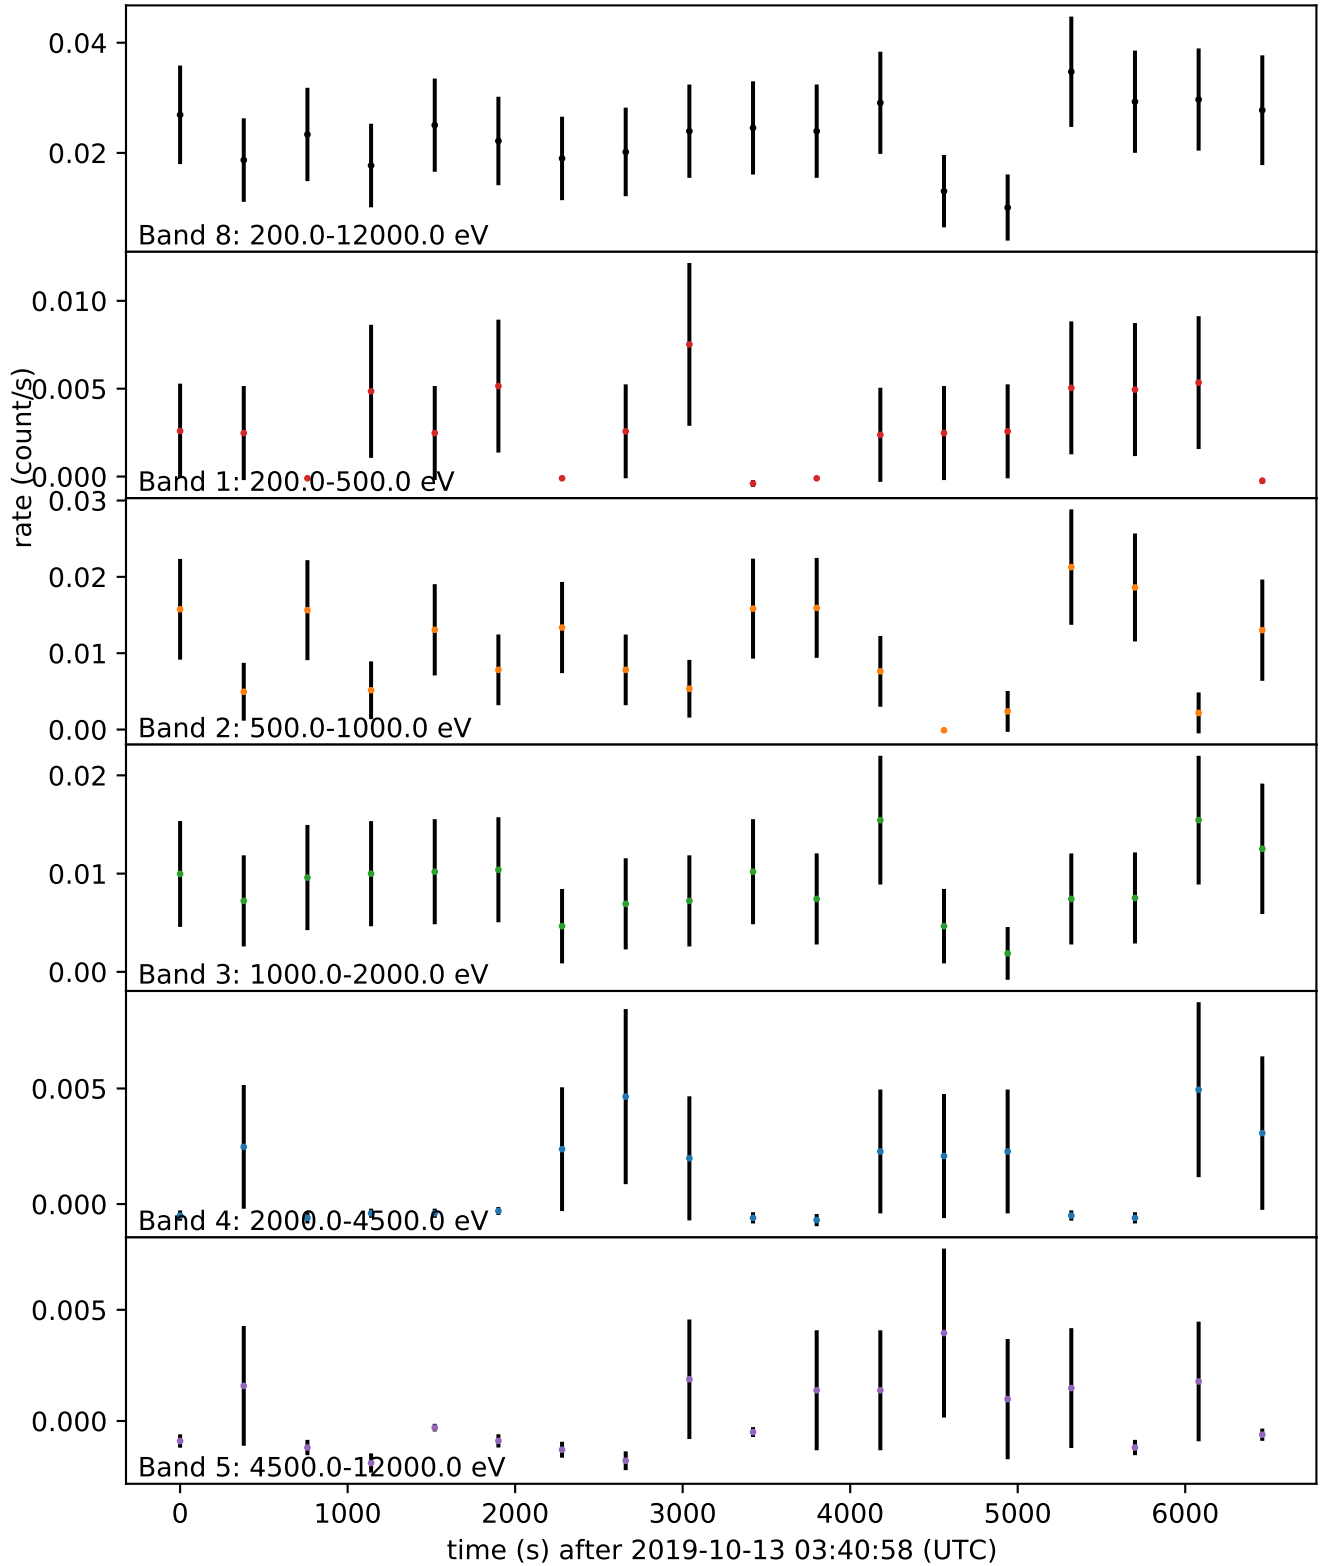 0.04
0.02
Band 8: 200.0-12000.0 eV
0.010
0.005
0.000
Band 1: 200.0-500.0 eV
rate (count/s)
0.03
0.02
0.01
0.00
Band 2: 500.0-1000.0 eV
0.02
0.01
0.00
Band 3: 1000.0-2000.0 eV
0.005
0.000
Band 4: 2000.0-4500.0 eV
0.005
0.000
Band 5: 4500.0-12000.0 eV
0 1000 2000 3000 4000 5000 6000
time (s) after 2019-10-13 03:40:58 (UTC)